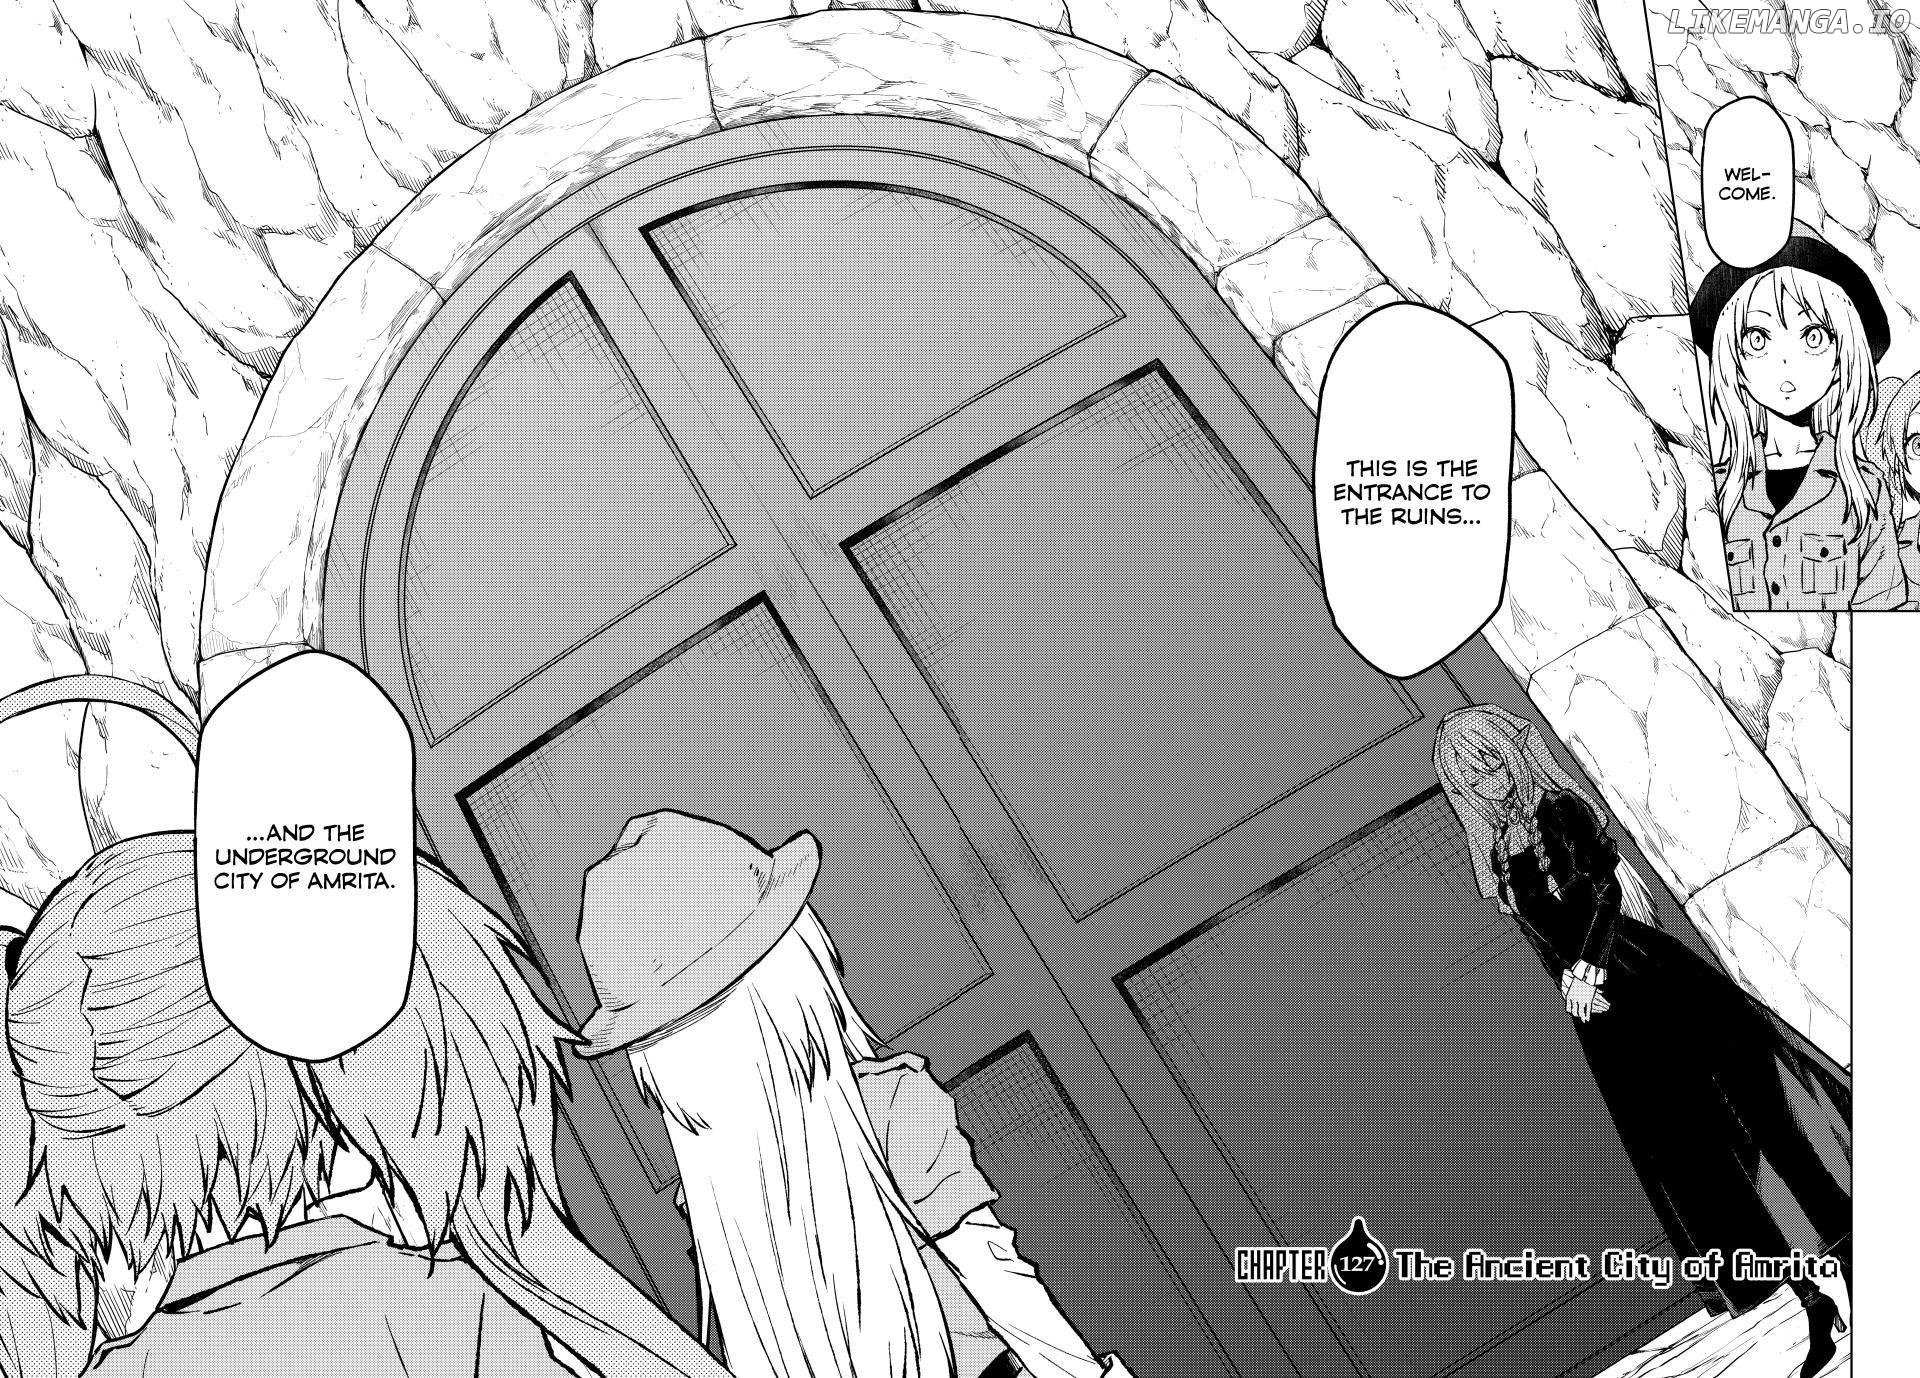 LIKEMANGA.IO
WEL-
COME.
THIS IS THE
ENTRANCE TO
THE RUINS...
...AND THE
UNDERGROUND
CITY OF AMRITA.
CHAPTER 127 The Ancient City of Amrita